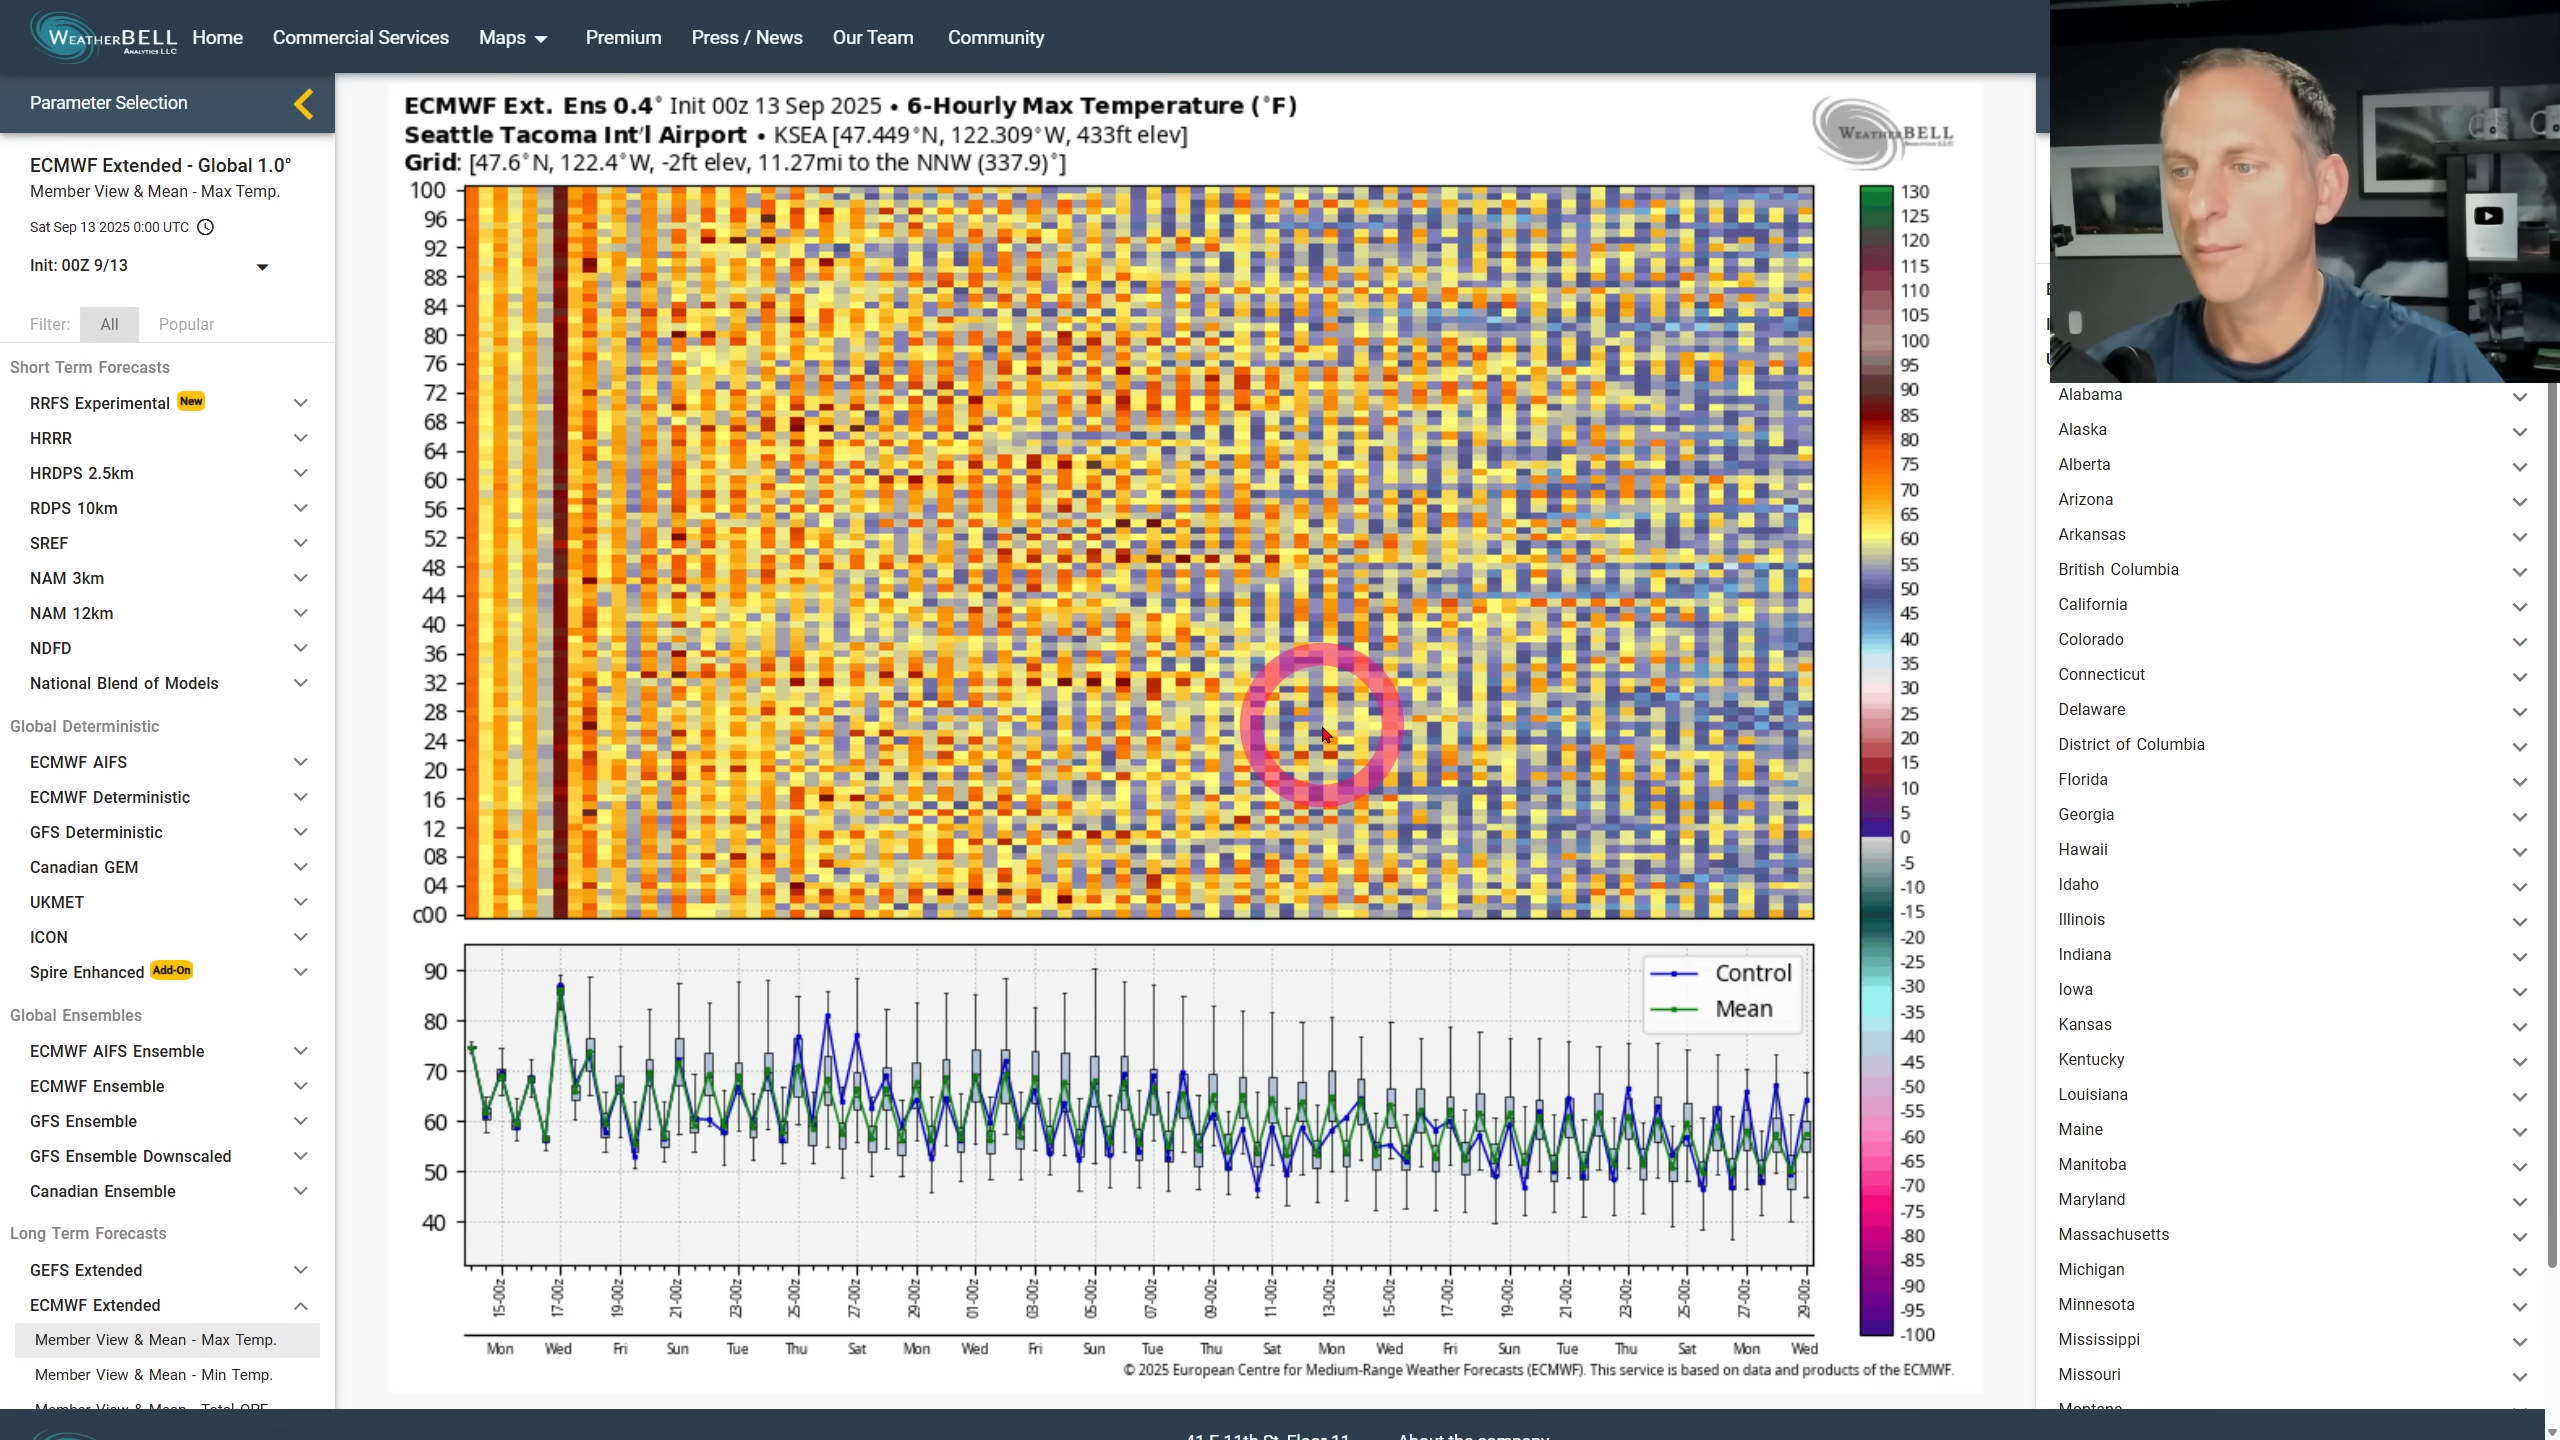 WEATHERBELL
ANALYTICS LLC
Home
Commercial Services
Maps
Premium
Press / News
Our Team
Community
Parameter Selection
ECMWF Extended - Global 1.0°
Member View & Mean - Max Temp.
Sat Sep 13 2025 0:00 UTC
Init: 00Z 9/13
Filter: All Popular
Short Term Forecasts
RRFS Experimental New
HRRR
HRDPS 2.5km
RDPS 10km
SREF
NAM 3km
NAM 12km
NDFD
National Blend of Models
Global Deterministic
ECMWF AIFS
ECMWF Deterministic
GFS Deterministic
Canadian GEM
UKMET
ICON
Spire Enhanced Add-On
Global Ensembles
ECMWF AIFS Ensemble
ECMWF Ensemble
GFS Ensemble
GFS Ensemble Downscaled
Canadian Ensemble
Long Term Forecasts
GEFS Extended
ECMWF Extended
Member View & Mean - Max Temp.
Member View & Mean - Min Temp.
ECMWF Ext. Ens 0.4° Init 00z 13 Sep 2025 • 6-Hourly Max Temperature (°F)
Seattle Tacoma Int'l Airport • KSEA [47.449°N, 122.309°W, 433ft elev]
Grid: [47.6°N, 122.4°W, -2ft elev, 11.27mi to the NNW (337.9)°]
WEATHERBELL
100
96
92
88
84
80
76
72
68
64
60
56
52
48
44
40
36
32
28
24
20
16
12
08
04
c00
130
125
120
115
110
105
100
95
90
85
80
75
70
65
60
55
50
45
40
35
30
25
20
15
10
5
0
-5
-10
-15
-20
-25
-30
-35
-40
-45
-50
-55
-60
-65
-70
-75
-80
-85
-90
-95
-100
Control
Mean
90
80
70
60
50
40
15-00z 17-00z 19-00z 21-00z 23-00z 25-00z 27-00z 29-00z 01-00z 03-00z 05-00z 07-00z 09-00z 11-00z 13-00z 15-00z 17-00z 19-00z 21-00z 23-00z 25-00z 27-00z 29-00z
Mon Wed Fri Sun Tue Thu Sat Mon Wed Fri Sun Tue Thu Sat Mon Wed Fri Sun Tue Thu Sat Mon Wed
© 2025 European Centre for Medium-Range Weather Forecasts (ECMWF). This service is based on data and products of the ECMWF.
Alabama
Alaska
Alberta
Arizona
Arkansas
British Columbia
California
Colorado
Connecticut
Delaware
District of Columbia
Florida
Georgia
Hawaii
Idaho
Illinois
Indiana
Iowa
Kansas
Kentucky
Louisiana
Maine
Manitoba
Maryland
Massachusetts
Michigan
Minnesota
Mississippi
Missouri